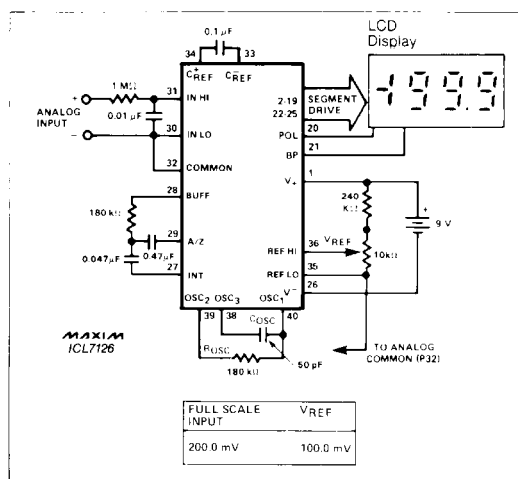 LCD
Display
0.1 µF
34 33
C+REF C-REF
1 MΩ
31 IN HI
+
ANALOG
INPUT
−
0.01 µF
30 IN LO
32
COMMON
2-19
22-25
SEGMENT
DRIVE
-199.9
20
POL
21
BP
28
BUFF
1
V+
180 kΩ
240
KΩ
9 V
+
29
A/Z
0.47µF
36
REF HI
VREF
10kΩ
0.047µF
27
INT
35
REF LO
26
V−
OSC2 OSC3 OSC1
39 38 40
COSC
ROSC
180 kΩ
50 pF
MAXIM
ICL7126
TO ANALOG
COMMON (P32)
FULL SCALE
INPUT
VREF
200.0 mV 100.0 mV